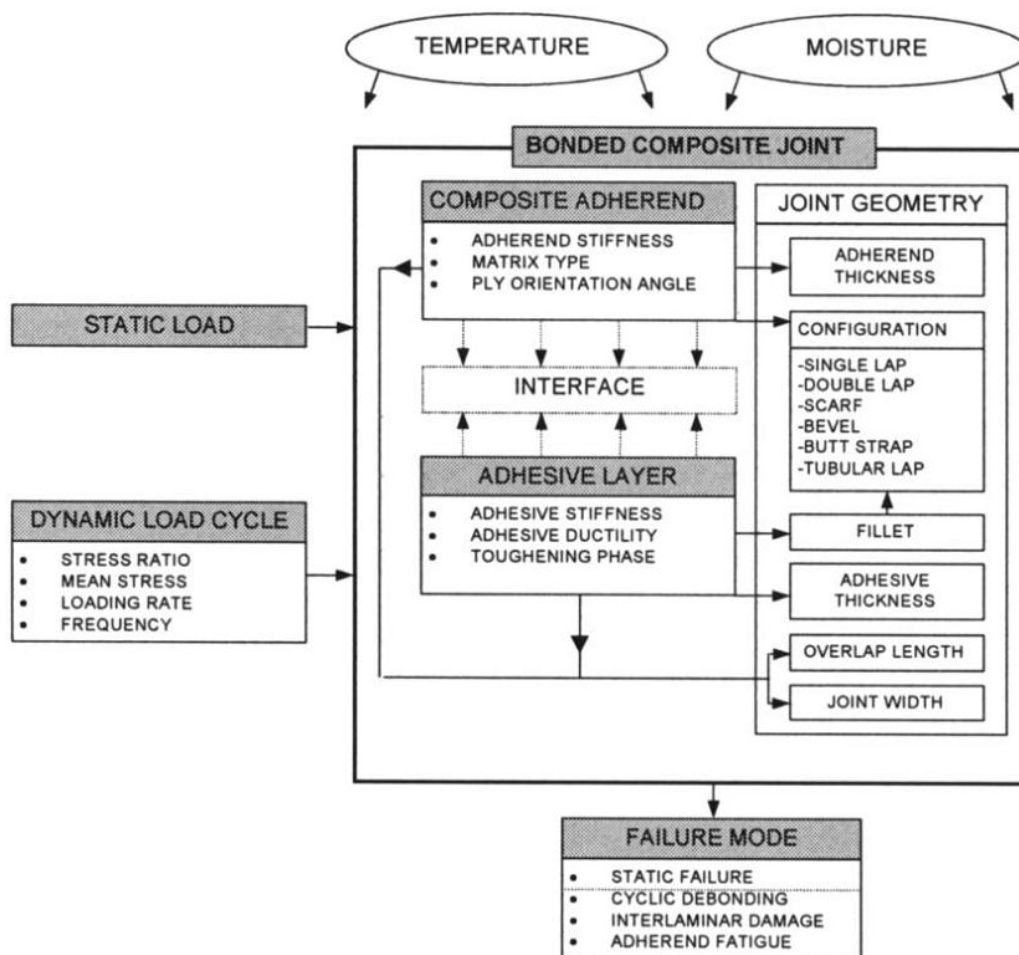 TEMPERATURE
MOISTURE
BONDED COMPOSITE JOINT
COMPOSITE ADHEREND
• ADHEREND STIFFNESS
• MATRIX TYPE
• PLY ORIENTATION ANGLE
INTERFACE
ADHESIVE LAYER
• ADHESIVE STIFFNESS
• ADHESIVE DUCTILITY
• TOUGHENING PHASE
JOINT GEOMETRY
ADHEREND
THICKNESS
CONFIGURATION
-SINGLE LAP
-DOUBLE LAP
-SCARF
-BEVEL
-BUTT STRAP
-TUBULAR LAP
FILLET
ADHESIVE
THICKNESS
OVERLAP LENGTH
JOINT WIDTH
STATIC LOAD
DYNAMIC LOAD CYCLE
• STRESS RATIO
• MEAN STRESS
• LOADING RATE
• FREQUENCY
FAILURE MODE
• STATIC FAILURE
• CYCLIC DEBONDING
• INTERLAMINAR DAMAGE
• ADHEREND FATIGUE